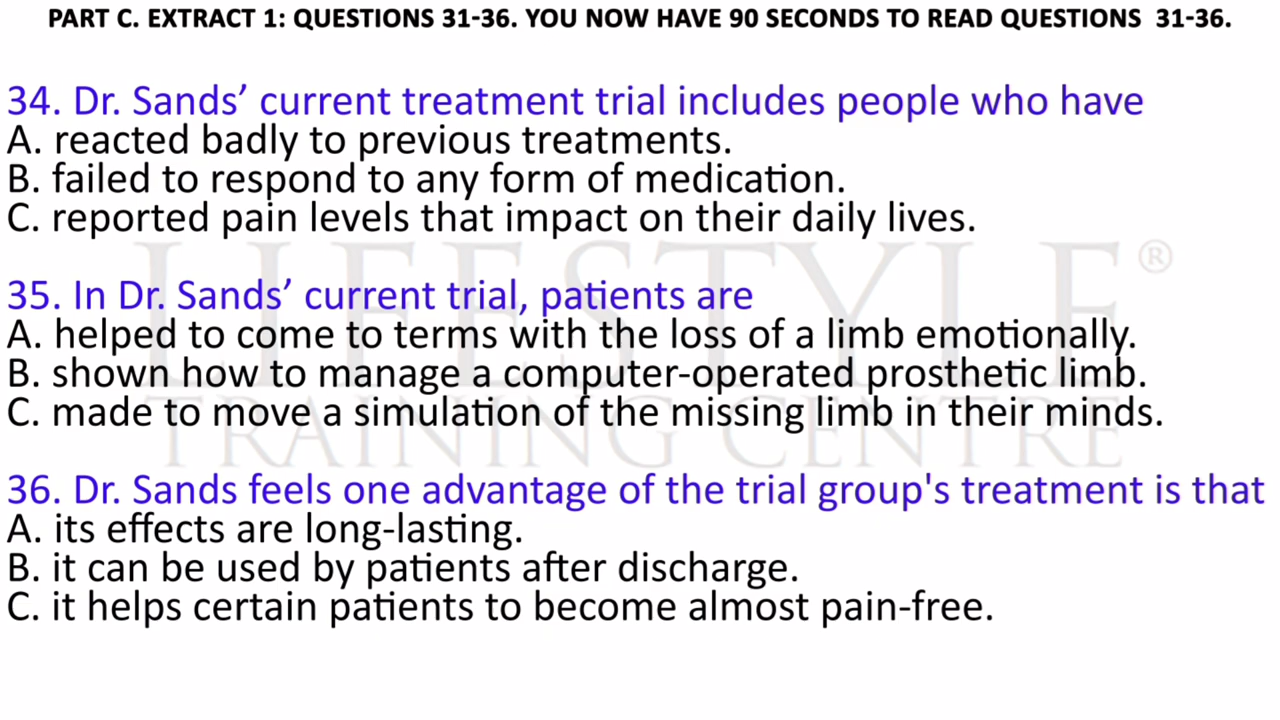 PART C. EXTRACT 1: QUESTIONS 31-36. YOU NOW HAVE 90 SECONDS TO READ QUESTIONS 31-36.
34. Dr. Sands’ current treatment trial includes people who have
A. reacted badly to previous treatments.
B. failed to respond to any form of medication.
C. reported pain levels that impact on their daily lives.
LIFESTYLE®
TRAINING CENTRE
35. In Dr. Sands’ current trial, patients are
A. helped to come to terms with the loss of a limb emotionally.
B. shown how to manage a computer-operated prosthetic limb.
C. made to move a simulation of the missing limb in their minds.
36. Dr. Sands feels one advantage of the trial group's treatment is that
A. its effects are long-lasting.
B. it can be used by patients after discharge.
C. it helps certain patients to become almost pain-free.